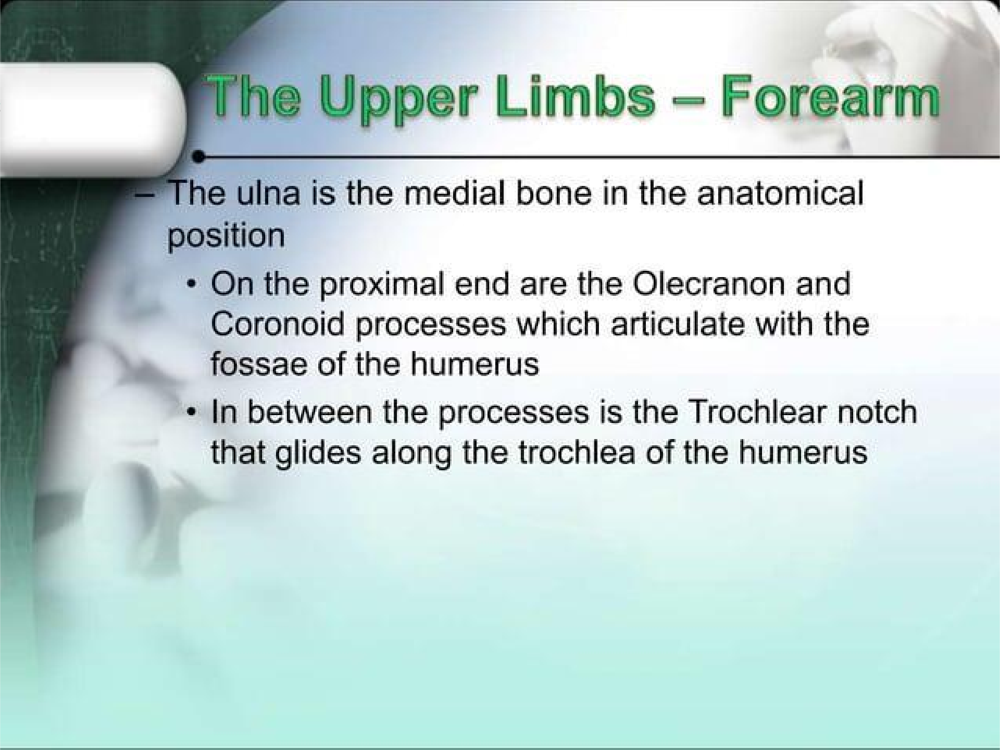 The Upper Limbs – Forearm
– The ulna is the medial bone in the anatomical
position
• On the proximal end are the Olecranon and
Coronoid processes which articulate with the
fossae of the humerus
• In between the processes is the Trochlear notch
that glides along the trochlea of the humerus